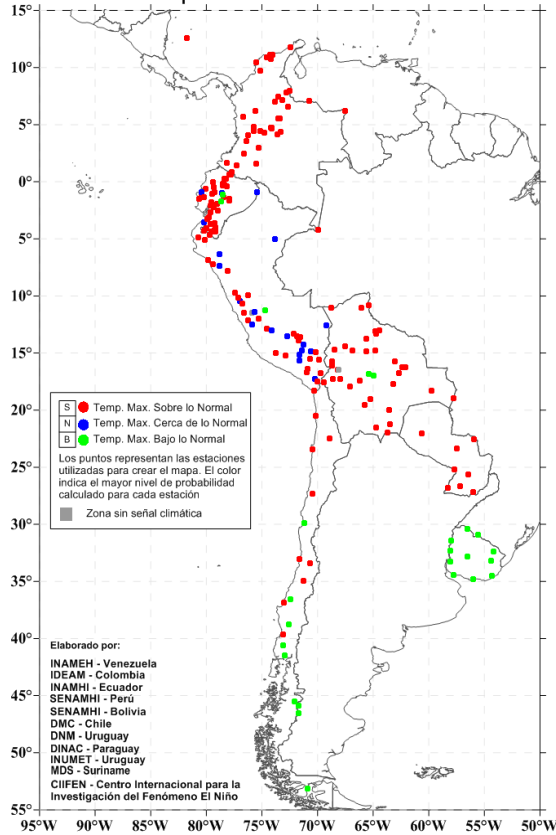 15°
10°
5°
0°
5°
10°
15°
20°
25°
30°
35°
40°
45°
50°
55°
S Temp. Max. Sobre lo Normal
N Temp. Max. Cerca de lo Normal
B Temp. Max. Bajo lo Normal
Los puntos representan las estaciones
utilizadas para crear el mapa. El color
indica el mayor nivel de probabilidad
calculado para cada estación
Zona sin señal climática
Elaborado por:
INAMEH - Venezuela
IDEAM - Colombia
INAMHI - Ecuador
SENAMHI - Perú
SENAMHI - Bolivia
DMC - Chile
DNM - Uruguay
DINAC - Paraguay
INUMET - Uruguay
MDS - Suriname
CIIFEN - Centro Internacional para la
Investigación del Fenómeno El Niño
95°W 90°W 85°W 80°W 75°W 70°W 65°W 60°W 55°W 50°W